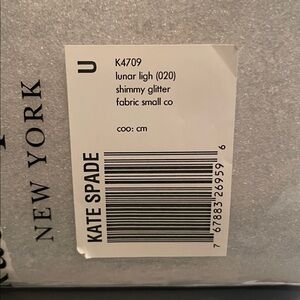 U
K4709
lunar ligh (020)
shimmy glitter
fabric small co
coo: cm
KATE SPADE
7 67883 26959 6
NEW YORK